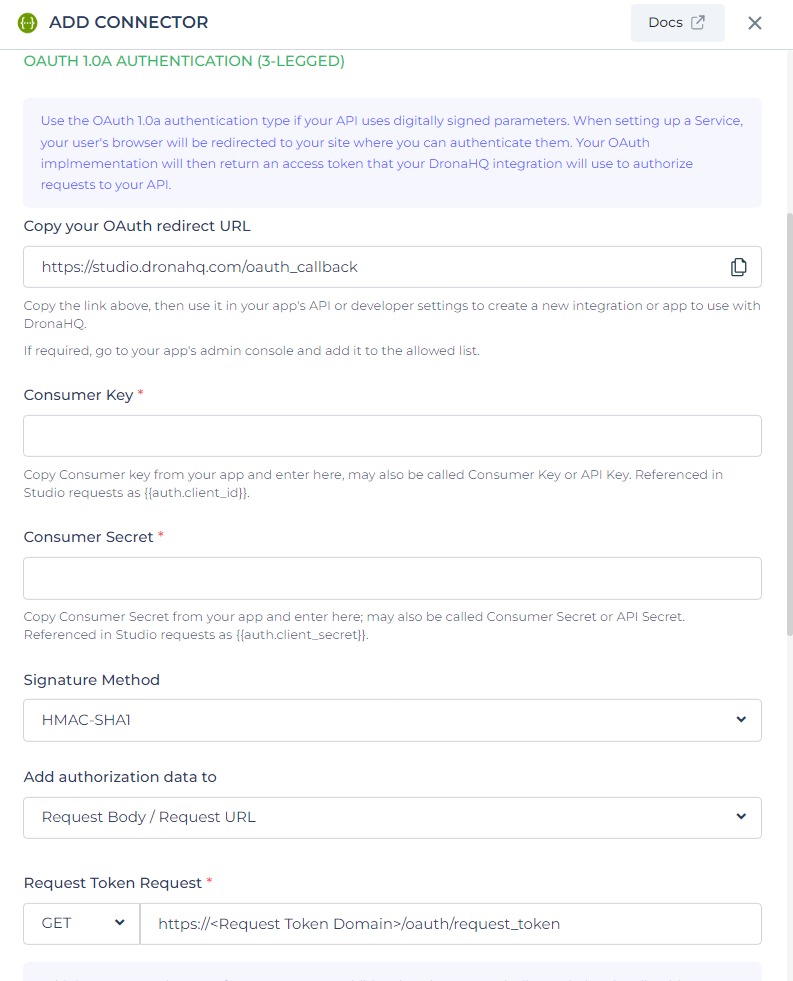 ADD CONNECTOR
Docs
OAUTH 1.0A AUTHENTICATION (3-LEGGED)
Use the OAuth 1.0a authentication type if your API uses digitally signed parameters. When setting up a Service,
your user's browser will be redirected to your site where you can authenticate them. Your OAuth
implmementation will then return an access token that your DronaHQ integration will use to authorize
requests to your API.
Copy your OAuth redirect URL
https://studio.dronahq.com/oauth_callback
Copy the link above, then use it in your app's API or developer settings to create a new integration or app to use with
DronaHQ.
If required, go to your app's admin console and add it to the allowed list.
Consumer Key *
Copy Consumer key from your app and enter here, may also be called Consumer Key or API Key. Referenced in
Studio requests as {{auth.client_id}}.
Consumer Secret *
Copy Consumer Secret from your app and enter here; may also be called Consumer Secret or API Secret.
Referenced in Studio requests as {{auth.client_secret}}.
Signature Method
HMAC-SHA1
Add authorization data to
Request Body / Request URL
Request Token Request *
GET https://<Request Token Domain>/oauth/request_token